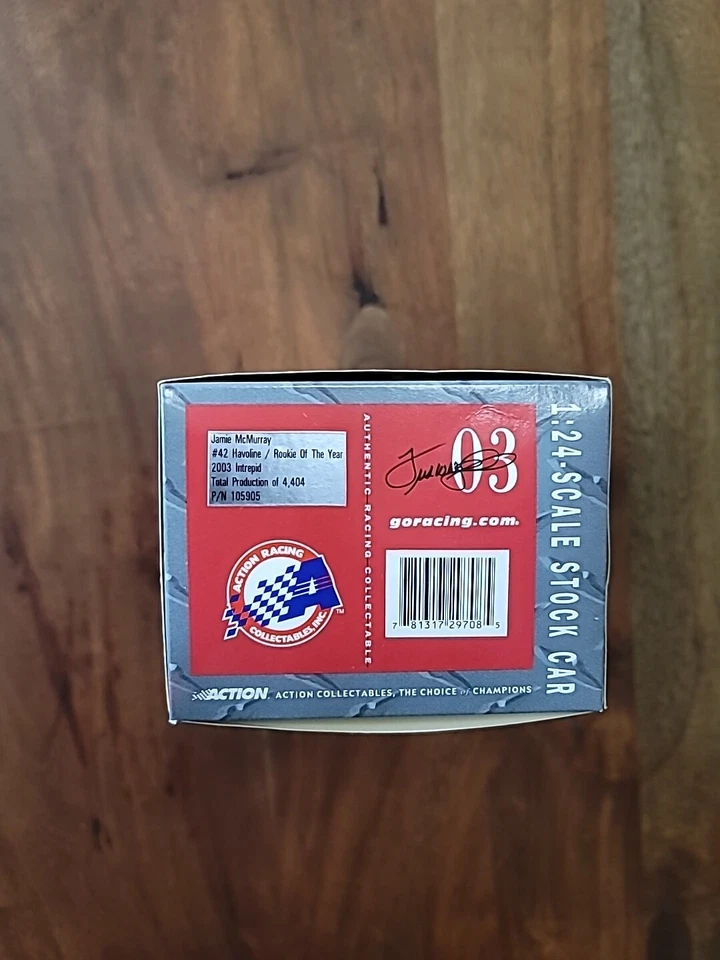 Jamie McMurray
#42 Havoline / Rookie Of The Year
2003 Intrepid
Total Production of 4,404
P/N 105905
ACTION RACING
COLLECTABLES, INC.
A
TM
AUTHENTIC RACING COLLECTABLE
03
goracing.com.
7 81317 29708 5
1:24-SCALE STOCK CAR
ACTION. ACTION COLLECTABLES, THE CHOICE of CHAMPIONS